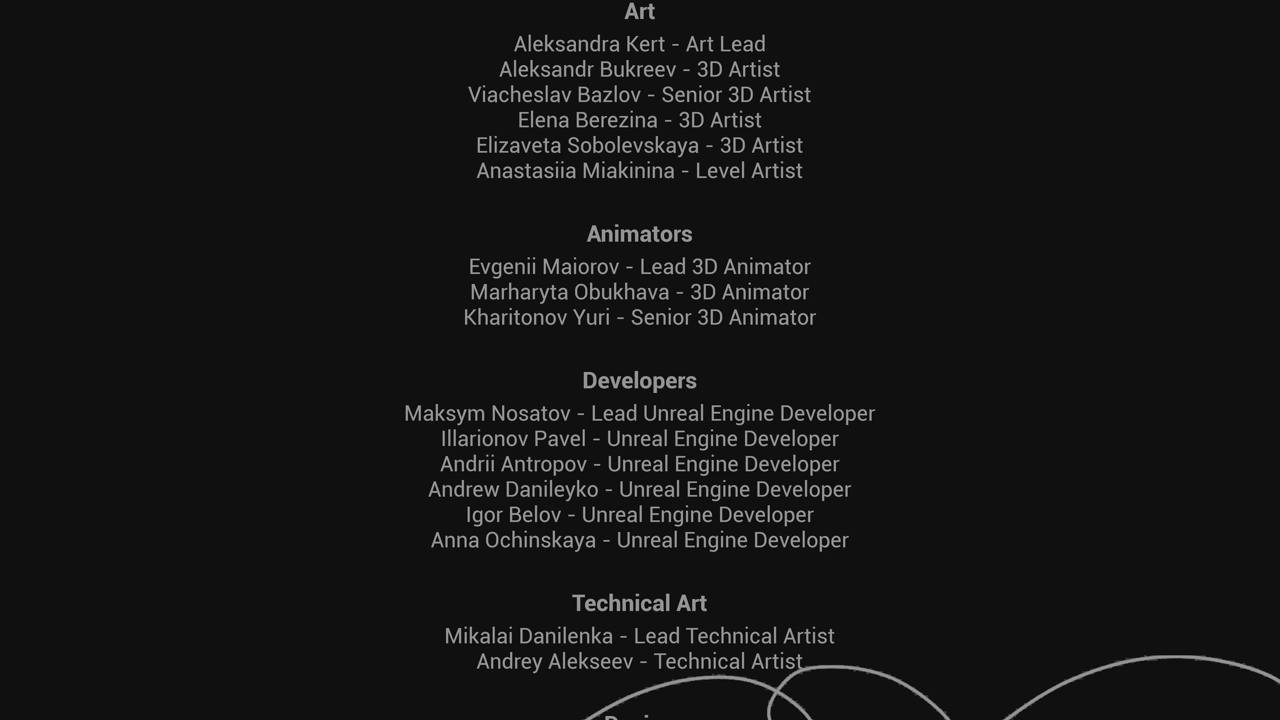 Art
Aleksandra Kert - Art Lead
Aleksandr Bukreev - 3D Artist
Viacheslav Bazlov - Senior 3D Artist
Elena Berezina - 3D Artist
Elizaveta Sobolevskaya - 3D Artist
Anastasiia Miakinina - Level Artist
Animators
Evgenii Maiorov - Lead 3D Animator
Marharyta Obukhava - 3D Animator
Kharitonov Yuri - Senior 3D Animator
Developers
Maksym Nosatov - Lead Unreal Engine Developer
Illarionov Pavel - Unreal Engine Developer
Andrii Antropov - Unreal Engine Developer
Andrew Danileyko - Unreal Engine Developer
Igor Belov - Unreal Engine Developer
Anna Ochinskaya - Unreal Engine Developer
Technical Art
Mikalai Danilenka - Lead Technical Artist
Andrey Alekseev - Technical Artist